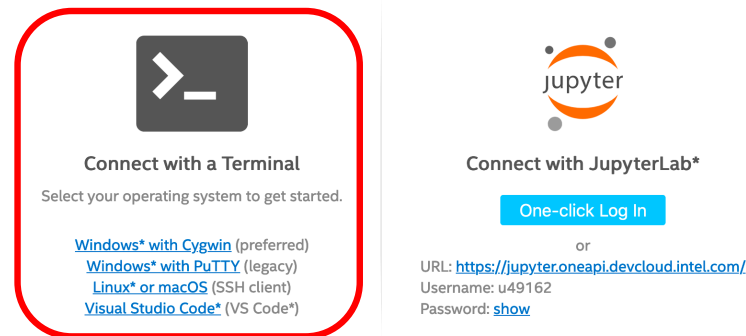 Connect with a Terminal
Select your operating system to get started.
Windows* with Cygwin (preferred)
Windows* with PuTTY (legacy)
Linux* or macOS (SSH client)
Visual Studio Code* (VS Code*)
jupyter
Connect with JupyterLab*
One-click Log In
or
URL: https://jupyter.oneapi.devcloud.intel.com/
Username: u49162
Password: show